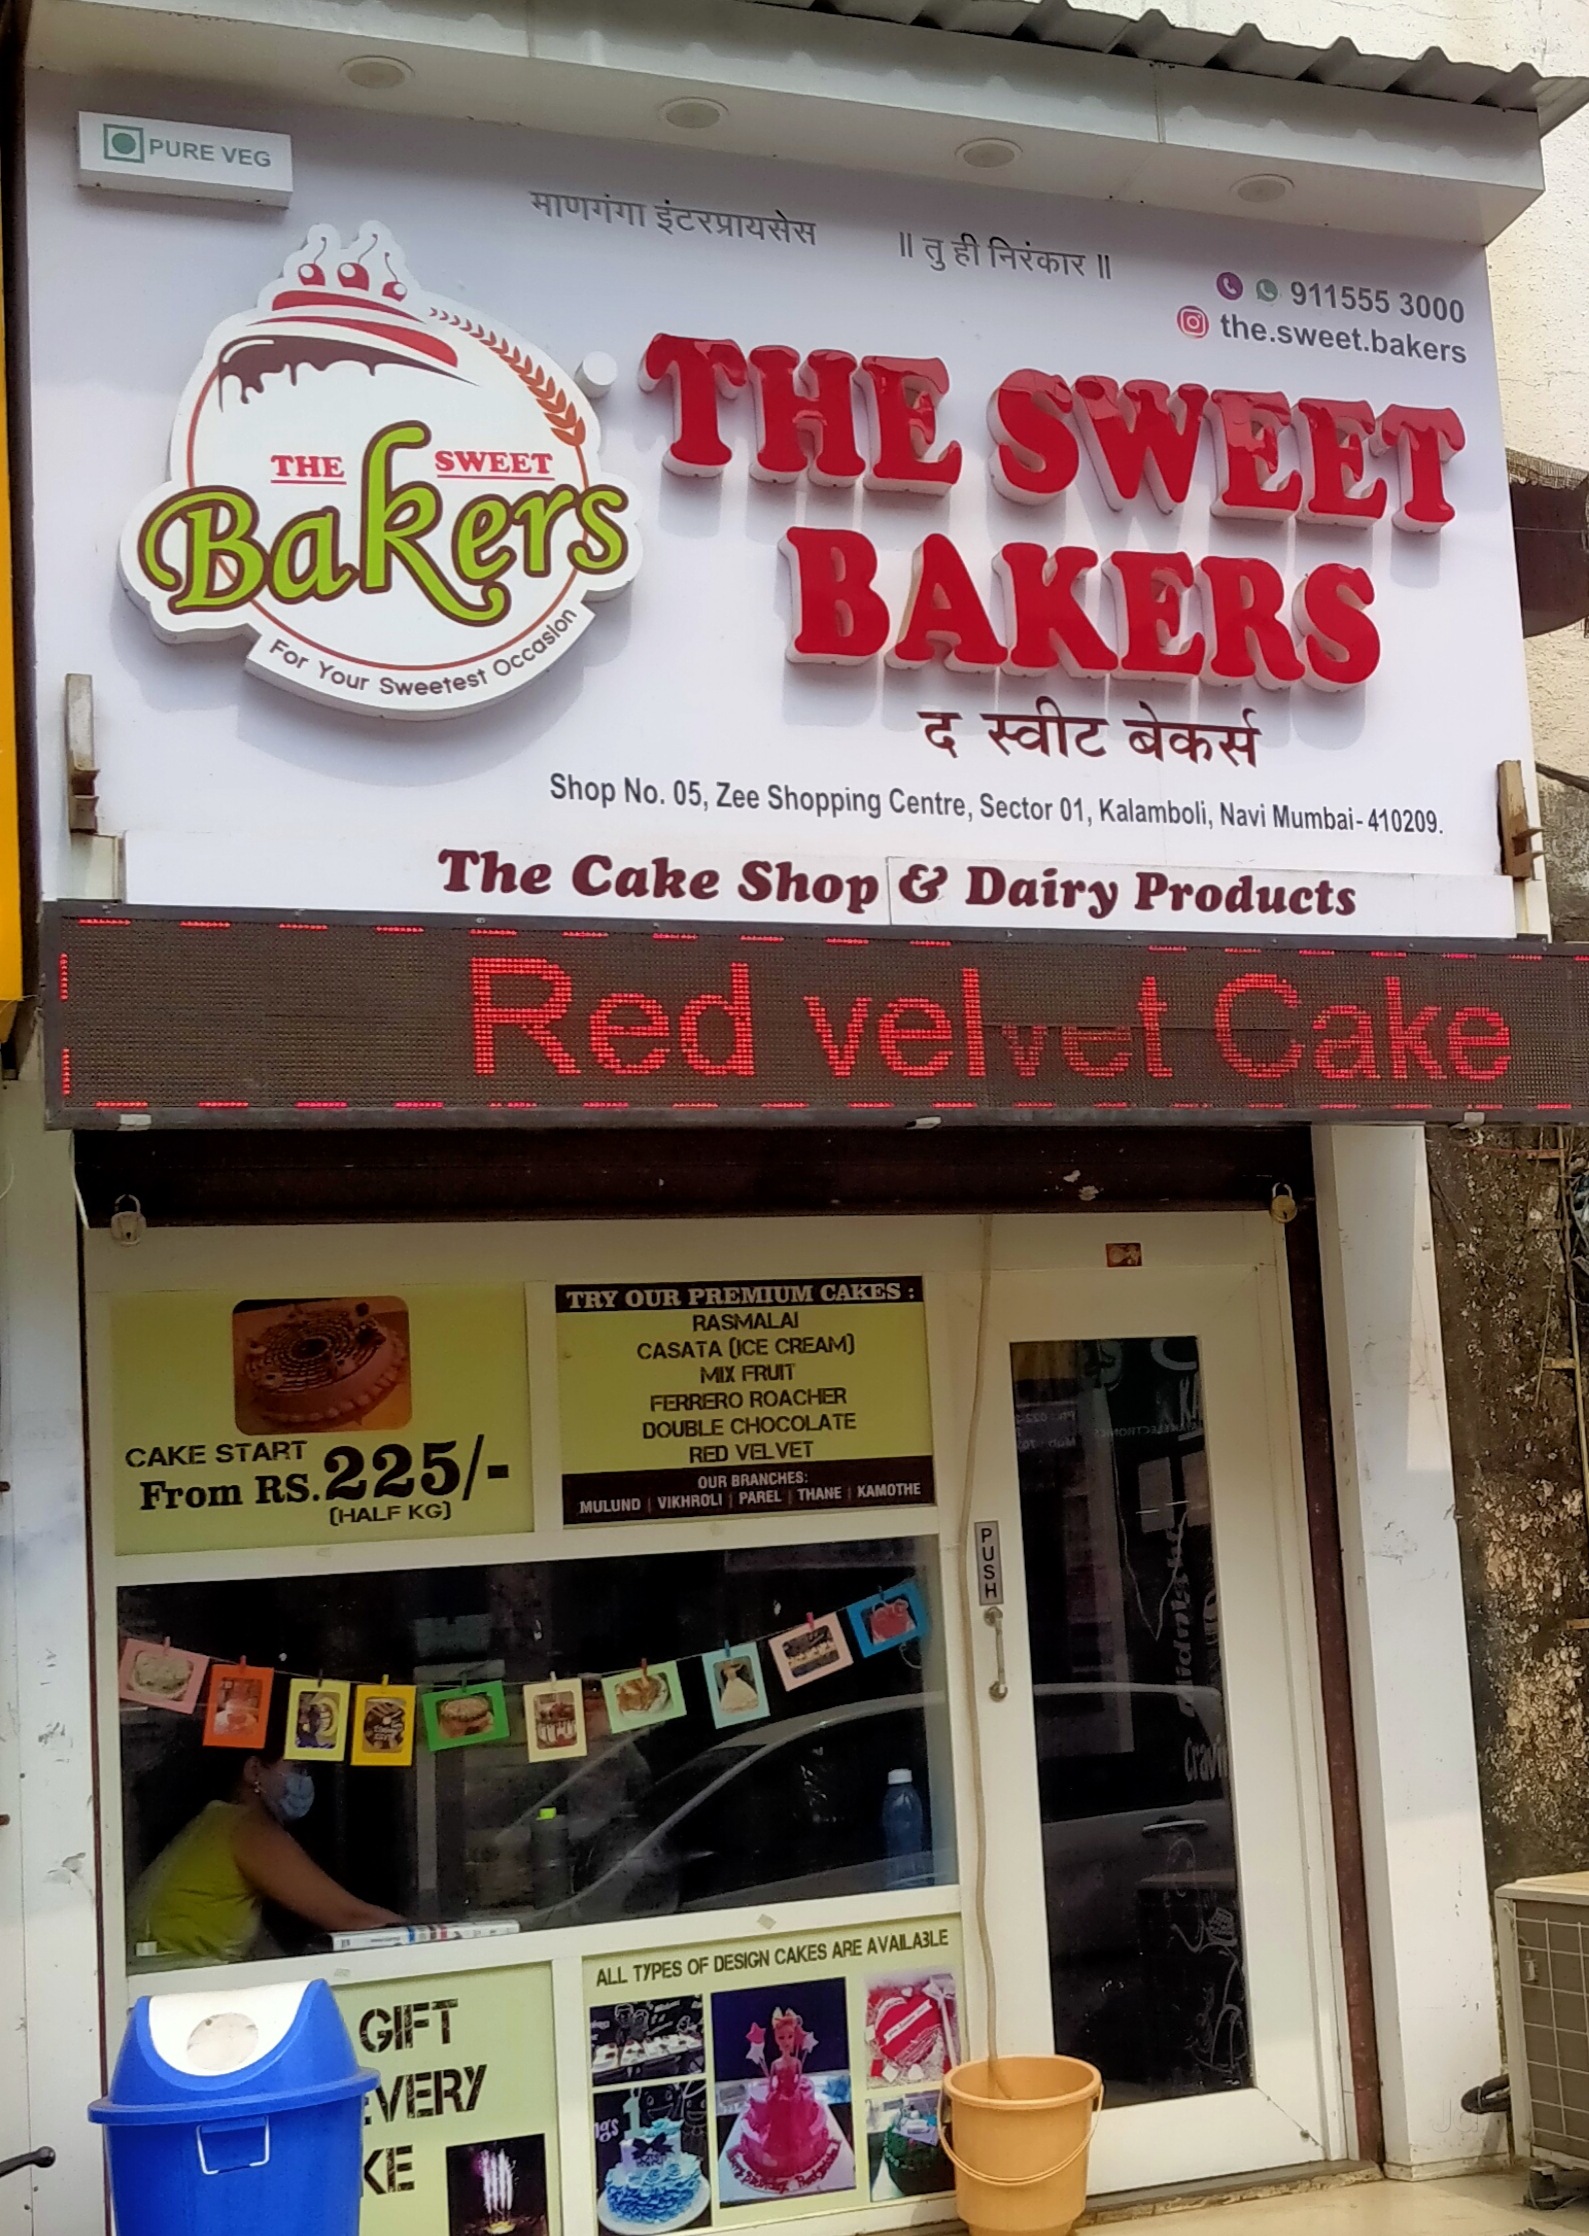 PURE VEG
माणगंगा इंटरप्रायसेस
॥ तु ही निरंकार ॥
911555 3000
the.sweet.bakers
THE SWEET
Bakers
For Your Sweetest Occasion
THE SWEET
BAKERS
द स्वीट बेकर्स
Shop No. 05, Zee Shopping Centre, Sector 01, Kalamboli, Navi Mumbai- 410209.
The Cake Shop & Dairy Products
Red velvet Cake
CAKE START
From RS. 225/-
(HALF KG)
TRY OUR PREMIUM CAKES :
RASMALAI
CASATA (ICE CREAM)
MIX FRUIT
FERRERO ROACHER
DOUBLE CHOCOLATE
RED VELVET
OUR BRANCHES:
MULUND | VIKHROLI | PAREL | THANE | KAMOTHE
PUSH
GIFT
EVERY
KE
ALL TYPES OF DESIGN CAKES ARE AVAILABLE